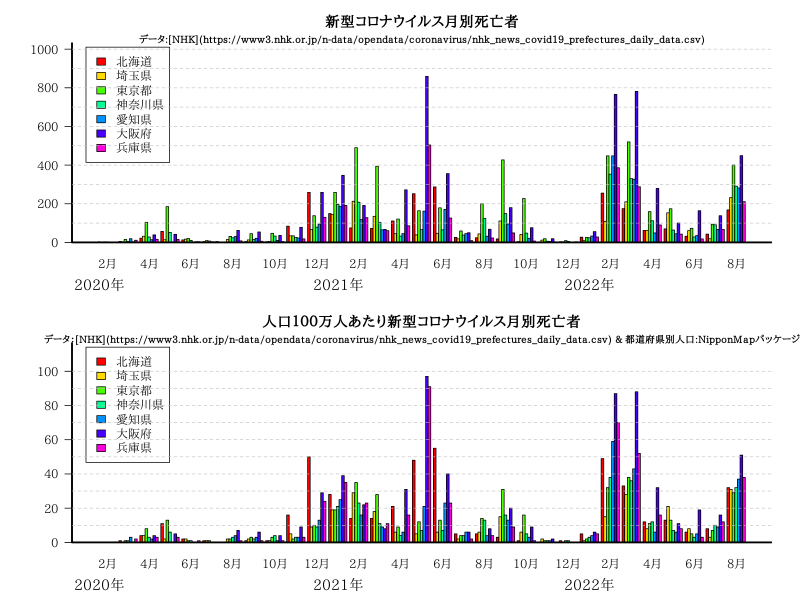 新型コロナウイルス月別死亡者
データ:[NHK](https://www3.nhk.or.jp/n-data/opendata/coronavirus/nhk_news_covid19_prefectures_daily_data.csv)
1000
800
600
400
200
0
北海道
埼玉県
東京都
神奈川県
愛知県
大阪府
兵庫県
2月 4月 6月 8月 10月 12月 2月 4月 6月 8月 10月 12月 2月 4月 6月 8月
2020年 2021年 2022年
人口100万人あたり新型コロナウイルス月別死亡者
データ:[NHK](https://www3.nhk.or.jp/n-data/opendata/coronavirus/nhk_news_covid19_prefectures_daily_data.csv) & 都道府県別人口:NipponMapパッケージ
100
80
60
40
20
0
北海道
埼玉県
東京都
神奈川県
愛知県
大阪府
兵庫県
2月 4月 6月 8月 10月 12月 2月 4月 6月 8月 10月 12月 2月 4月 6月 8月
2020年 2021年 2022年